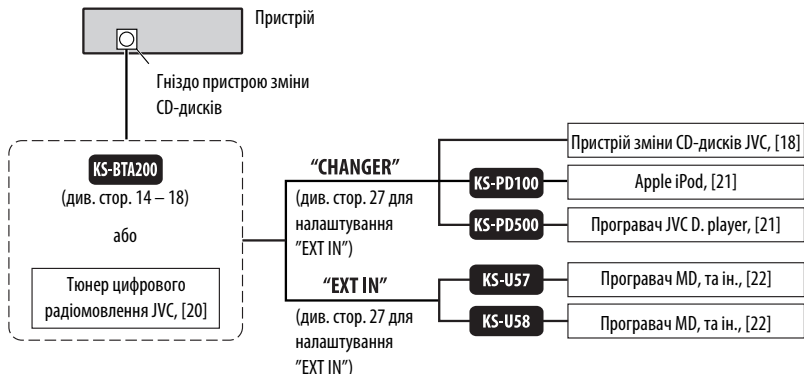 Пристрій
Гніздо пристрою зміни
CD-дисків
KS-BTA200
(див. стор. 14 – 18)
або
Тюнер цифрового
радіомовлення JVC, [20]
“CHANGER”
(див. стор. 27 для
налаштування
”EXT IN”)
“EXT IN”
(див. стор. 27 для
налаштування
”EXT IN”)
Пристрій зміни CD-дисків JVC, [18]
KS-PD100
Apple iPod, [21]
KS-PD500
Програвач JVC D. player, [21]
KS-U57
Програвач MD, та ін., [22]
KS-U58
Програвач MD, та ін., [22]